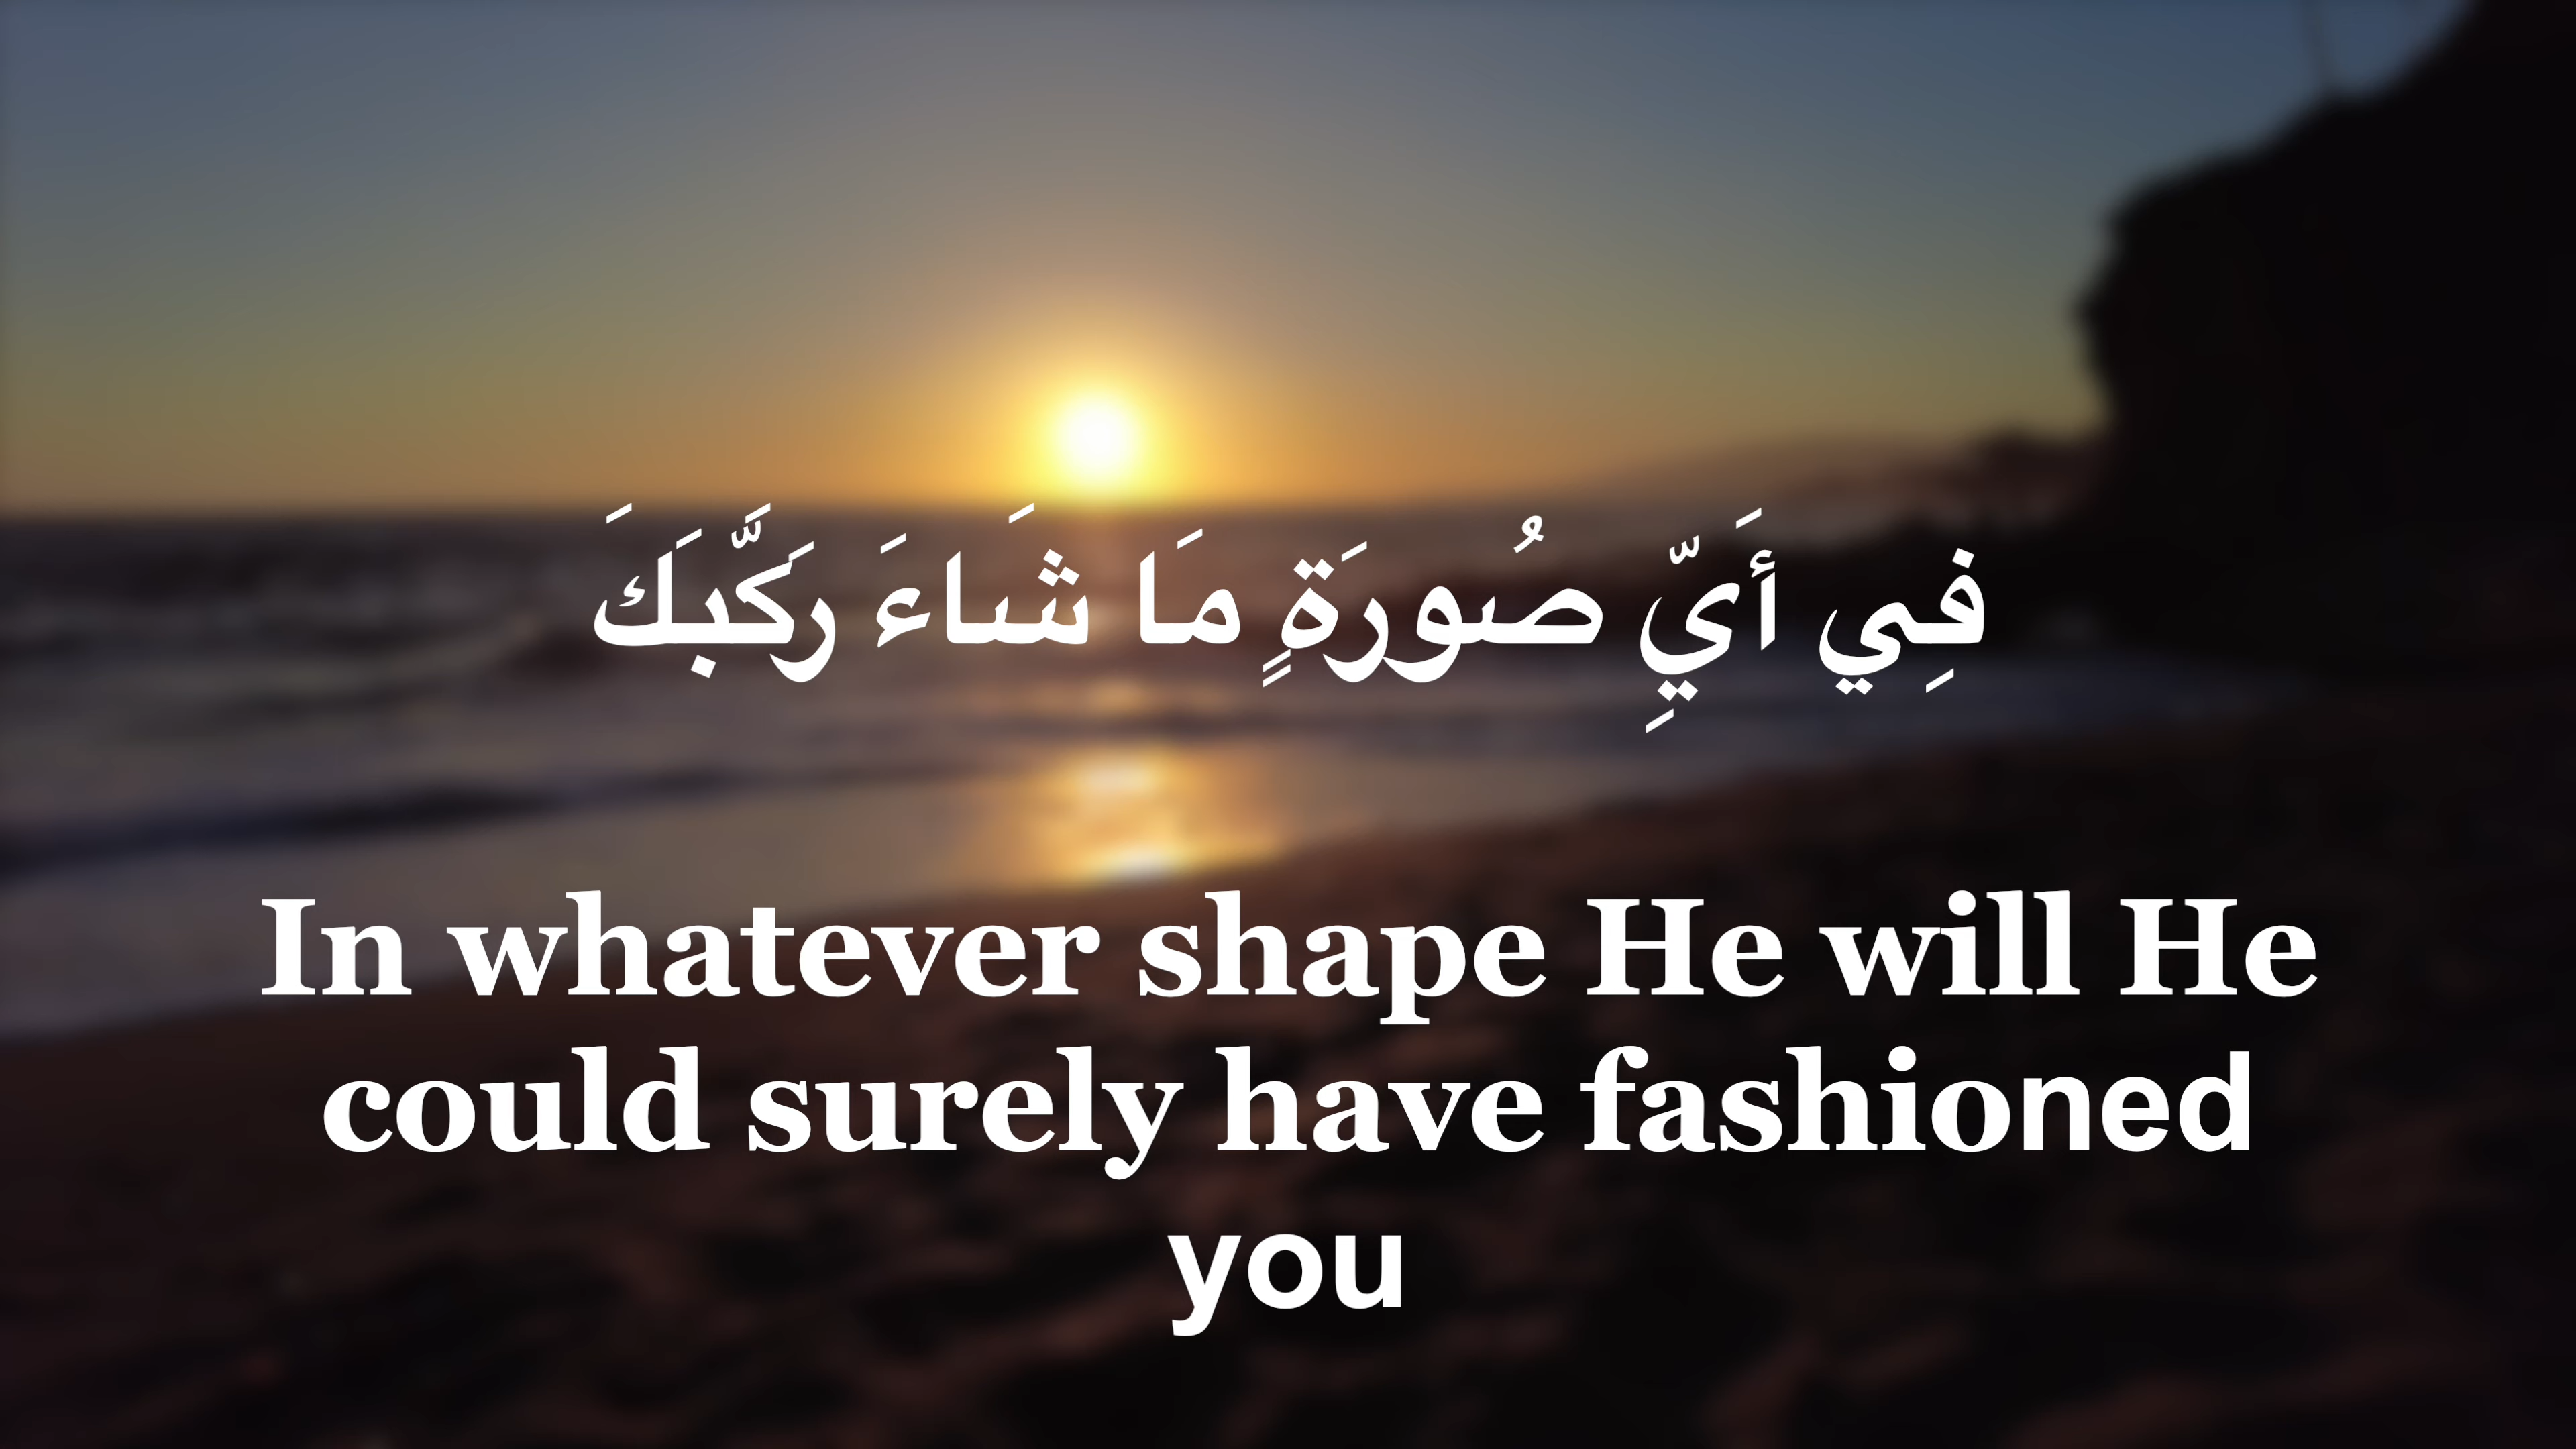 فِي أَيِّ صُورَةٍ مَا شَاءَ رَكَّبَكَ
In whatever shape He will He
could surely have fashioned
you